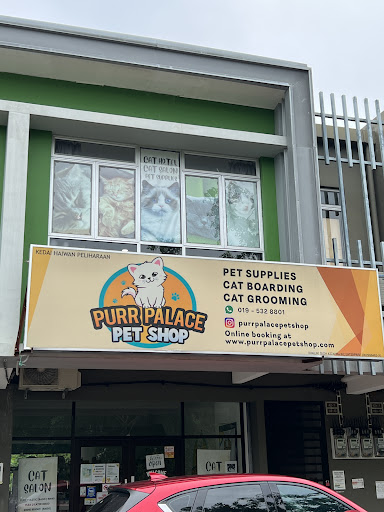 CAT HOTEL
CAT SALON
PET SUPPLIES
KEDAI HAIWAN PELIHARAAN
PURR PALACE
PET SHOP
PET SUPPLIES
CAT BOARDING
CAT GROOMING
019 - 532 8801
purrpalacepetshop
Online booking at
www.purrpalacepetshop.com
CAT
SALON
CAT